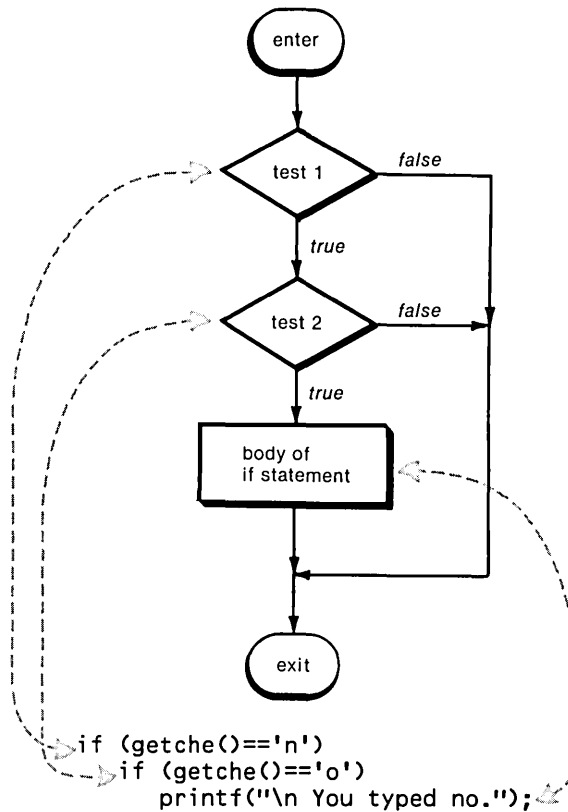 enter
test 1
false
true
test 2
false
true
body of
if statement
exit
if (getche()=='n')
if (getche()=='o')
printf("\n You typed no.");